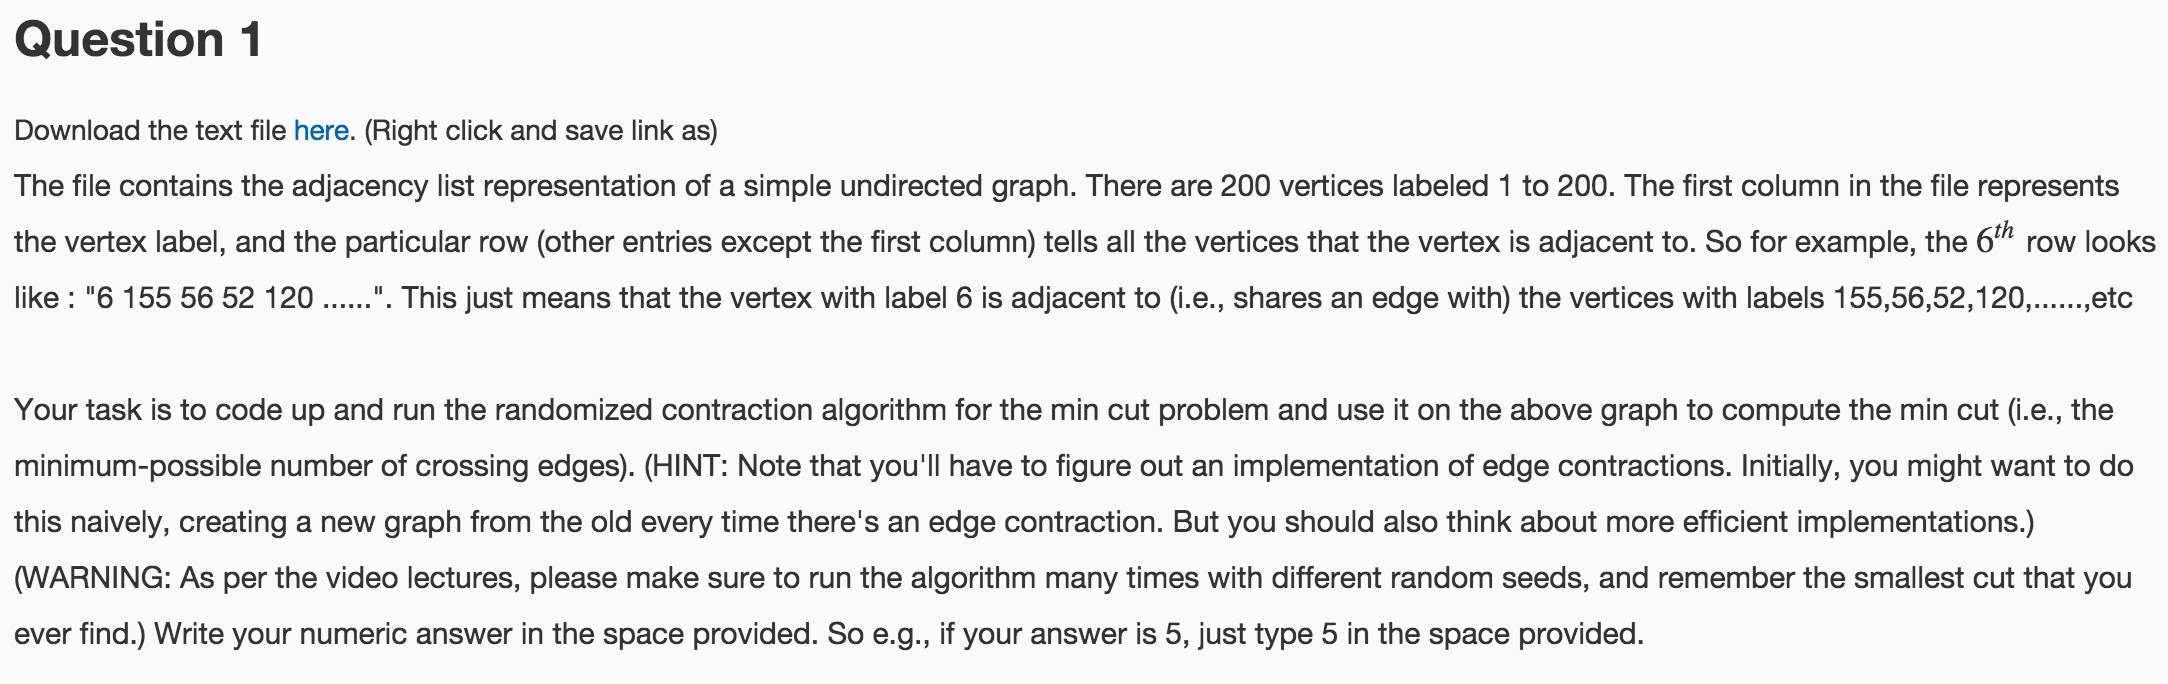 Question 1
Download the text file here. (Right click and save link as)
The file contains the adjacency list representation of a simple undirected graph. There are 200 vertices labeled 1 to 200. The first column in the file represents
the vertex label, and the particular row (other entries except the first column) tells all the vertices that the vertex is adjacent to. So for example, the 6th row looks
like : "6 155 56 52 120 ......". This just means that the vertex with label 6 is adjacent to (i.e., shares an edge with) the vertices with labels 155,56,52,120,......,etc
Your task is to code up and run the randomized contraction algorithm for the min cut problem and use it on the above graph to compute the min cut (i.e., the
minimum-possible number of crossing edges). (HINT: Note that you'll have to figure out an implementation of edge contractions. Initially, you might want to do
this naively, creating a new graph from the old every time there's an edge contraction. But you should also think about more efficient implementations.)
(WARNING: As per the video lectures, please make sure to run the algorithm many times with different random seeds, and remember the smallest cut that you
ever find.) Write your numeric answer in the space provided. So e.g., if your answer is 5, just type 5 in the space provided.